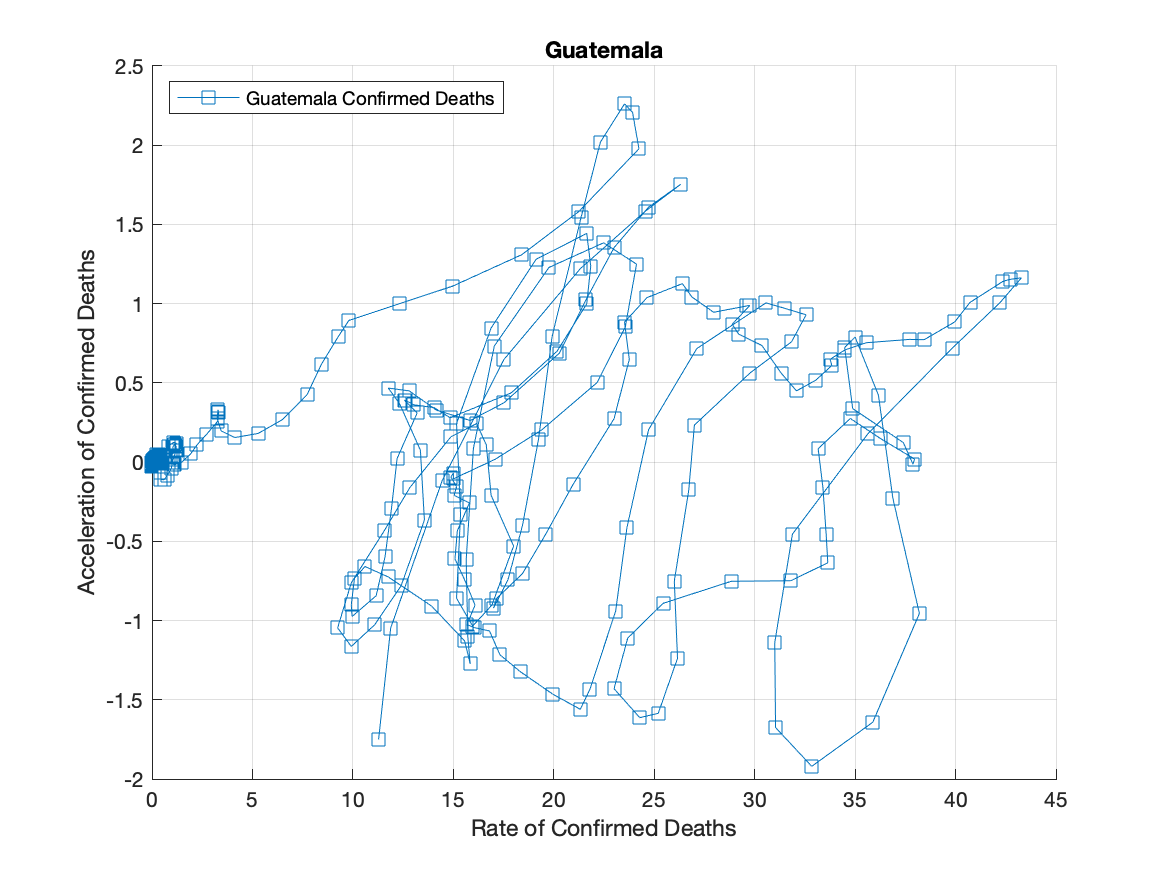 Guatemala
Guatemala Confirmed Deaths
2.5
2
1.5
1
0.5
0
-0.5
-1
-1.5
-2
Acceleration of Confirmed Deaths
0 5 10 15 20 25 30 35 40 45
Rate of Confirmed Deaths